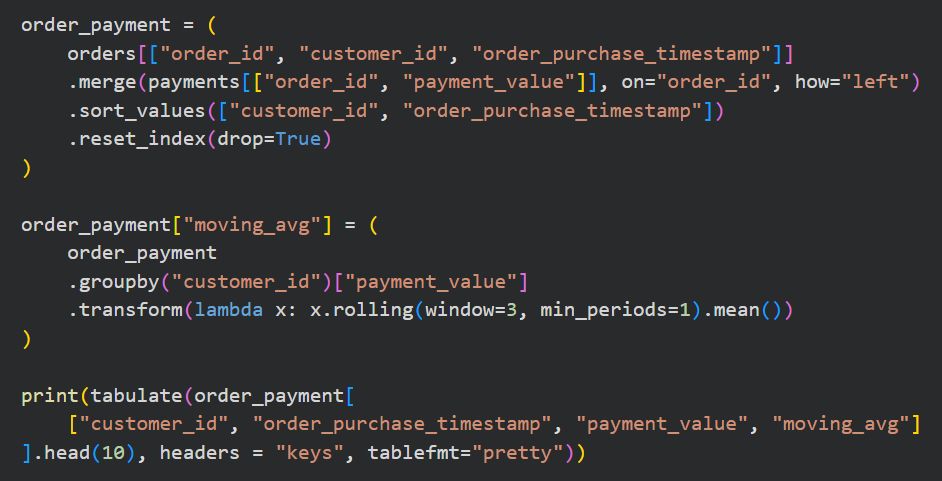 order_payment = (
    orders[["order_id", "customer_id", "order_purchase_timestamp"]]
    .merge(payments[["order_id", "payment_value"]], on="order_id", how="left")
    .sort_values(["customer_id", "order_purchase_timestamp"])
    .reset_index(drop=True)
)

order_payment["moving_avg"] = (
    order_payment
    .groupby("customer_id")["payment_value"]
    .transform(lambda x: x.rolling(window=3, min_periods=1).mean())
)

print(tabulate(order_payment[
    ["customer_id", "order_purchase_timestamp", "payment_value", "moving_avg"]
].head(10), headers = "keys", tablefmt="pretty"))